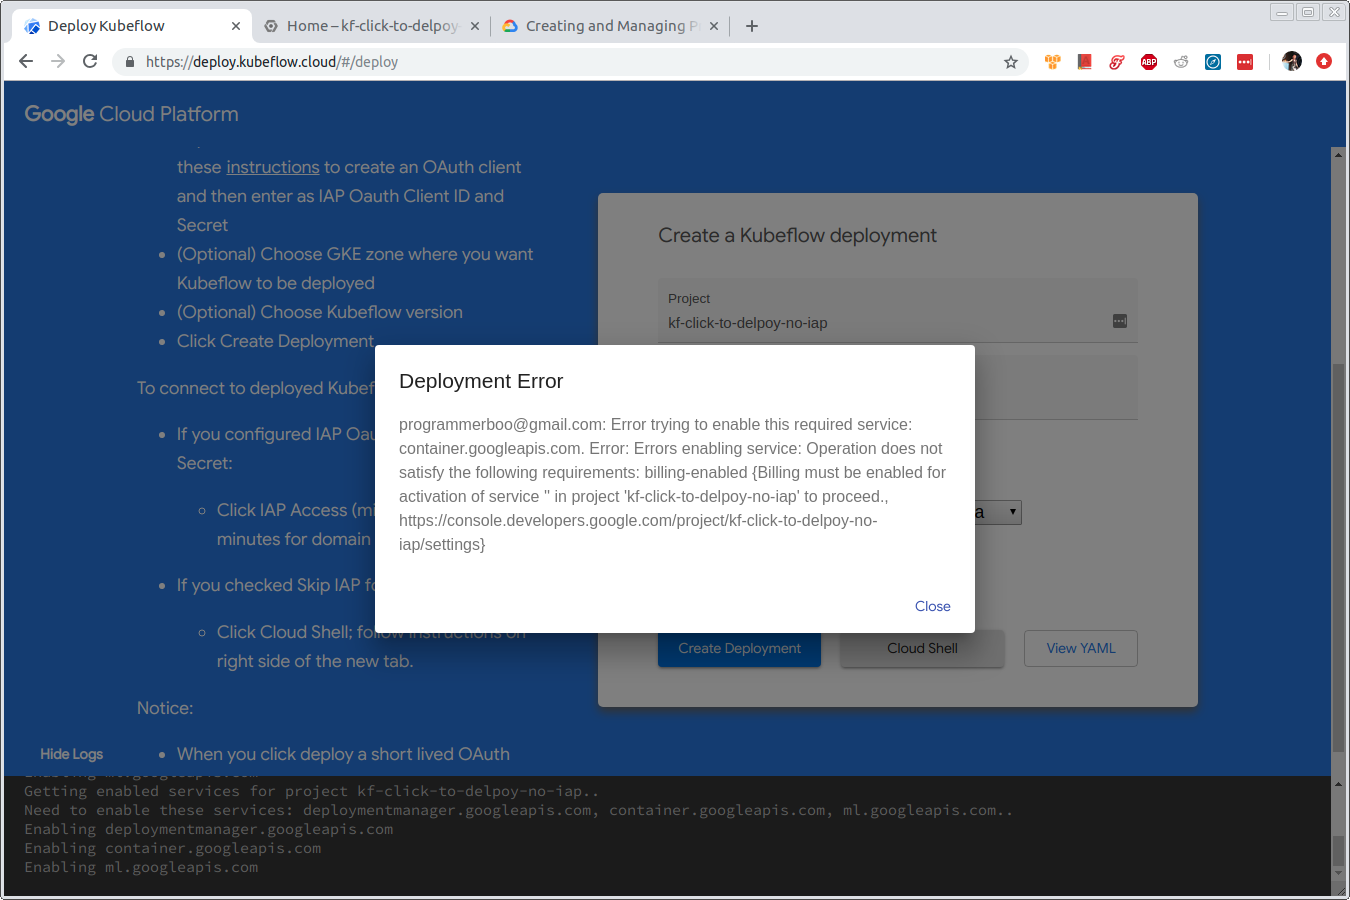 Deploy Kubeflow
Home – kf-click-to-delpoy-
Creating and Managing P
https://deploy.kubeflow.cloud/#/deploy
ABP
Google Cloud Platform
these instructions to create an OAuth client
and then enter as IAP Oauth Client ID and
Secret
(Optional) Choose GKE zone where you want
Kubeflow to be deployed
(Optional) Choose Kubeflow version
Click Create Deployment
To connect to deployed Kubef
If you configured IAP Oau
Secret:
Click IAP Access (mi
minutes for domain
If you checked Skip IAP fo
Click Cloud Shell; follow instructions on
right side of the new tab.
Notice:
When you click deploy a short lived OAuth
Hide Logs
Create a Kubeflow deployment
Project
kf-click-to-delpoy-no-iap
a
Create Deployment
Cloud Shell
View YAML
Deployment Error
programmerboo@gmail.com: Error trying to enable this required service:
container.googleapis.com. Error: Errors enabling service: Operation does not
satisfy the following requirements: billing-enabled {Billing must be enabled for
activation of service '' in project 'kf-click-to-delpoy-no-iap' to proceed.,
https://console.developers.google.com/project/kf-click-to-delpoy-no-
iap/settings}
Close
Enabling ml.googleapis.com
Getting enabled services for project kf-click-to-delpoy-no-iap..
Need to enable these services: deploymentmanager.googleapis.com, container.googleapis.com, ml.googleapis.com..
Enabling deploymentmanager.googleapis.com
Enabling container.googleapis.com
Enabling ml.googleapis.com